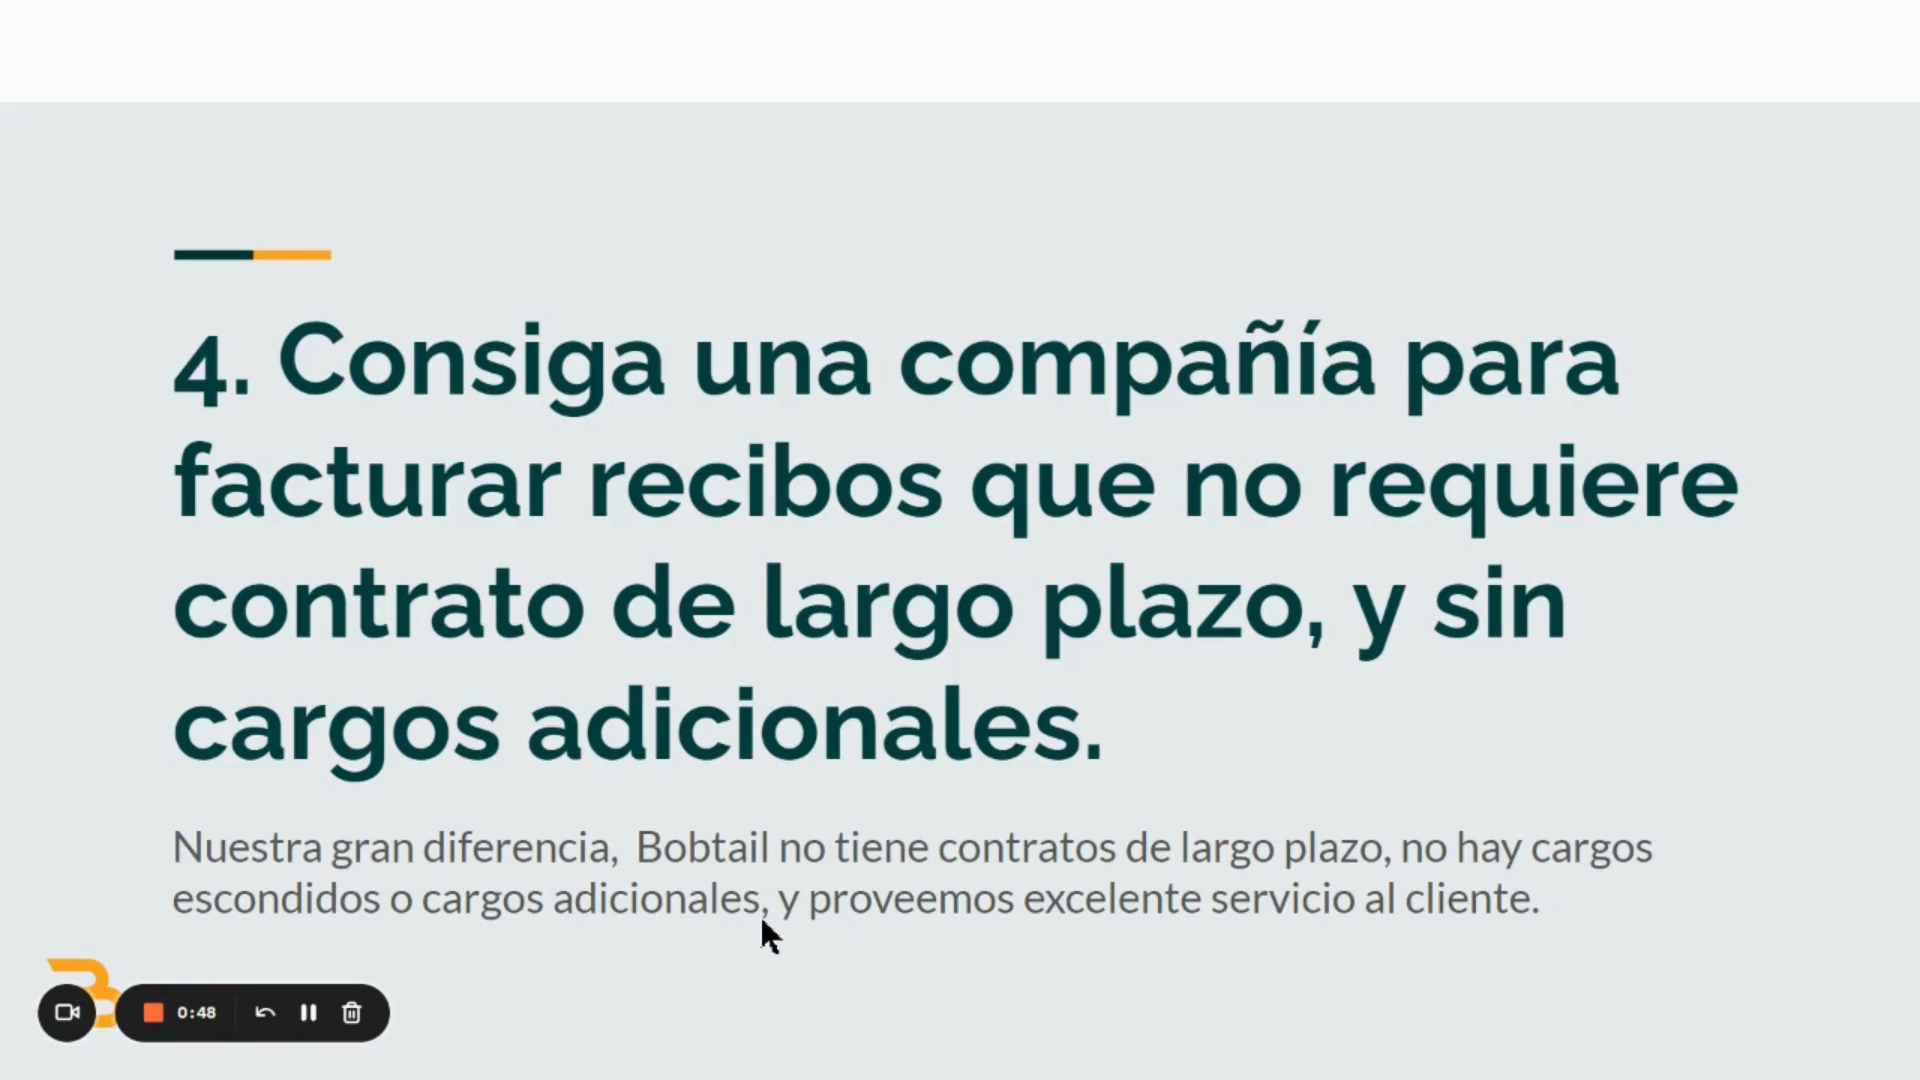 4. Consiga una compañía para
facturar recibos que no requiere
contrato de largo plazo, y sin
cargos adicionales.
Nuestra gran diferencia,  Bobtail no tiene contratos de largo plazo, no hay cargos
escondidos o cargos adicionales, y proveemos excelente servicio al cliente.
0:48